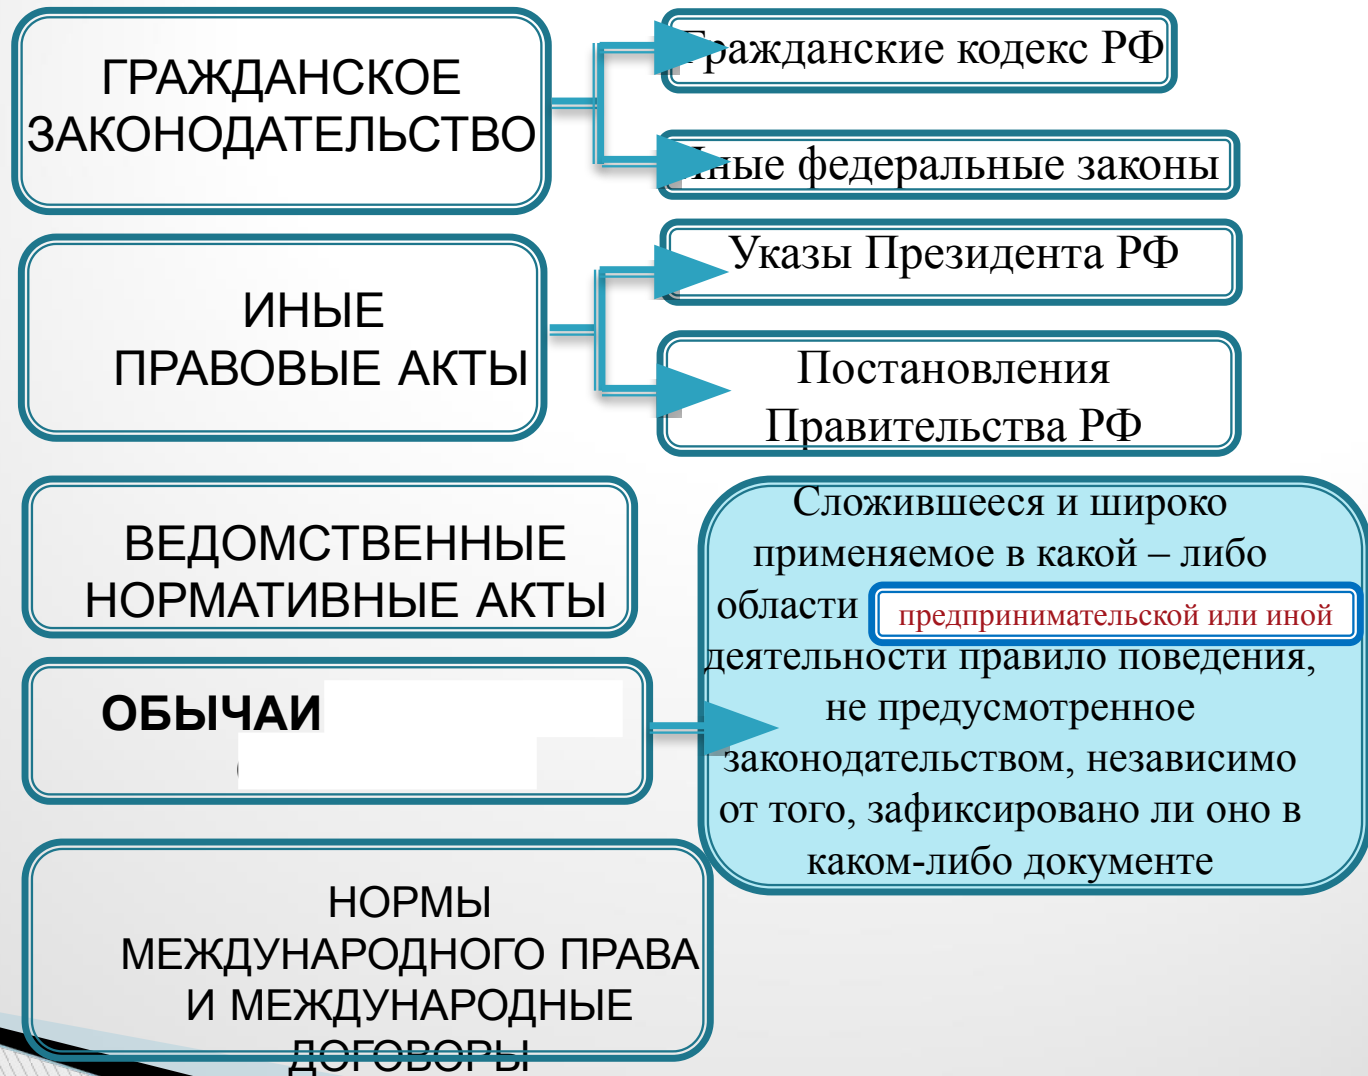 ГРАЖДАНСКОЕ
ЗАКОНОДАТЕЛЬСТВО
Гражданские кодекс РФ
Иные федеральные законы
ИНЫЕ
ПРАВОВЫЕ АКТЫ
Указы Президента РФ
Постановления
Правительства РФ
ВЕДОМСТВЕННЫЕ
НОРМАТИВНЫЕ АКТЫ
ОБЫЧАИ
Сложившееся и широко
применяемое в какой – либо
области предпринимательской или иной
деятельности правило поведения,
не предусмотренное
законодательством, независимо
от того, зафиксировано ли оно в
каком-либо документе
НОРМЫ
МЕЖДУНАРОДНОГО ПРАВА
И МЕЖДУНАРОДНЫЕ
ДОГОВОРЫ